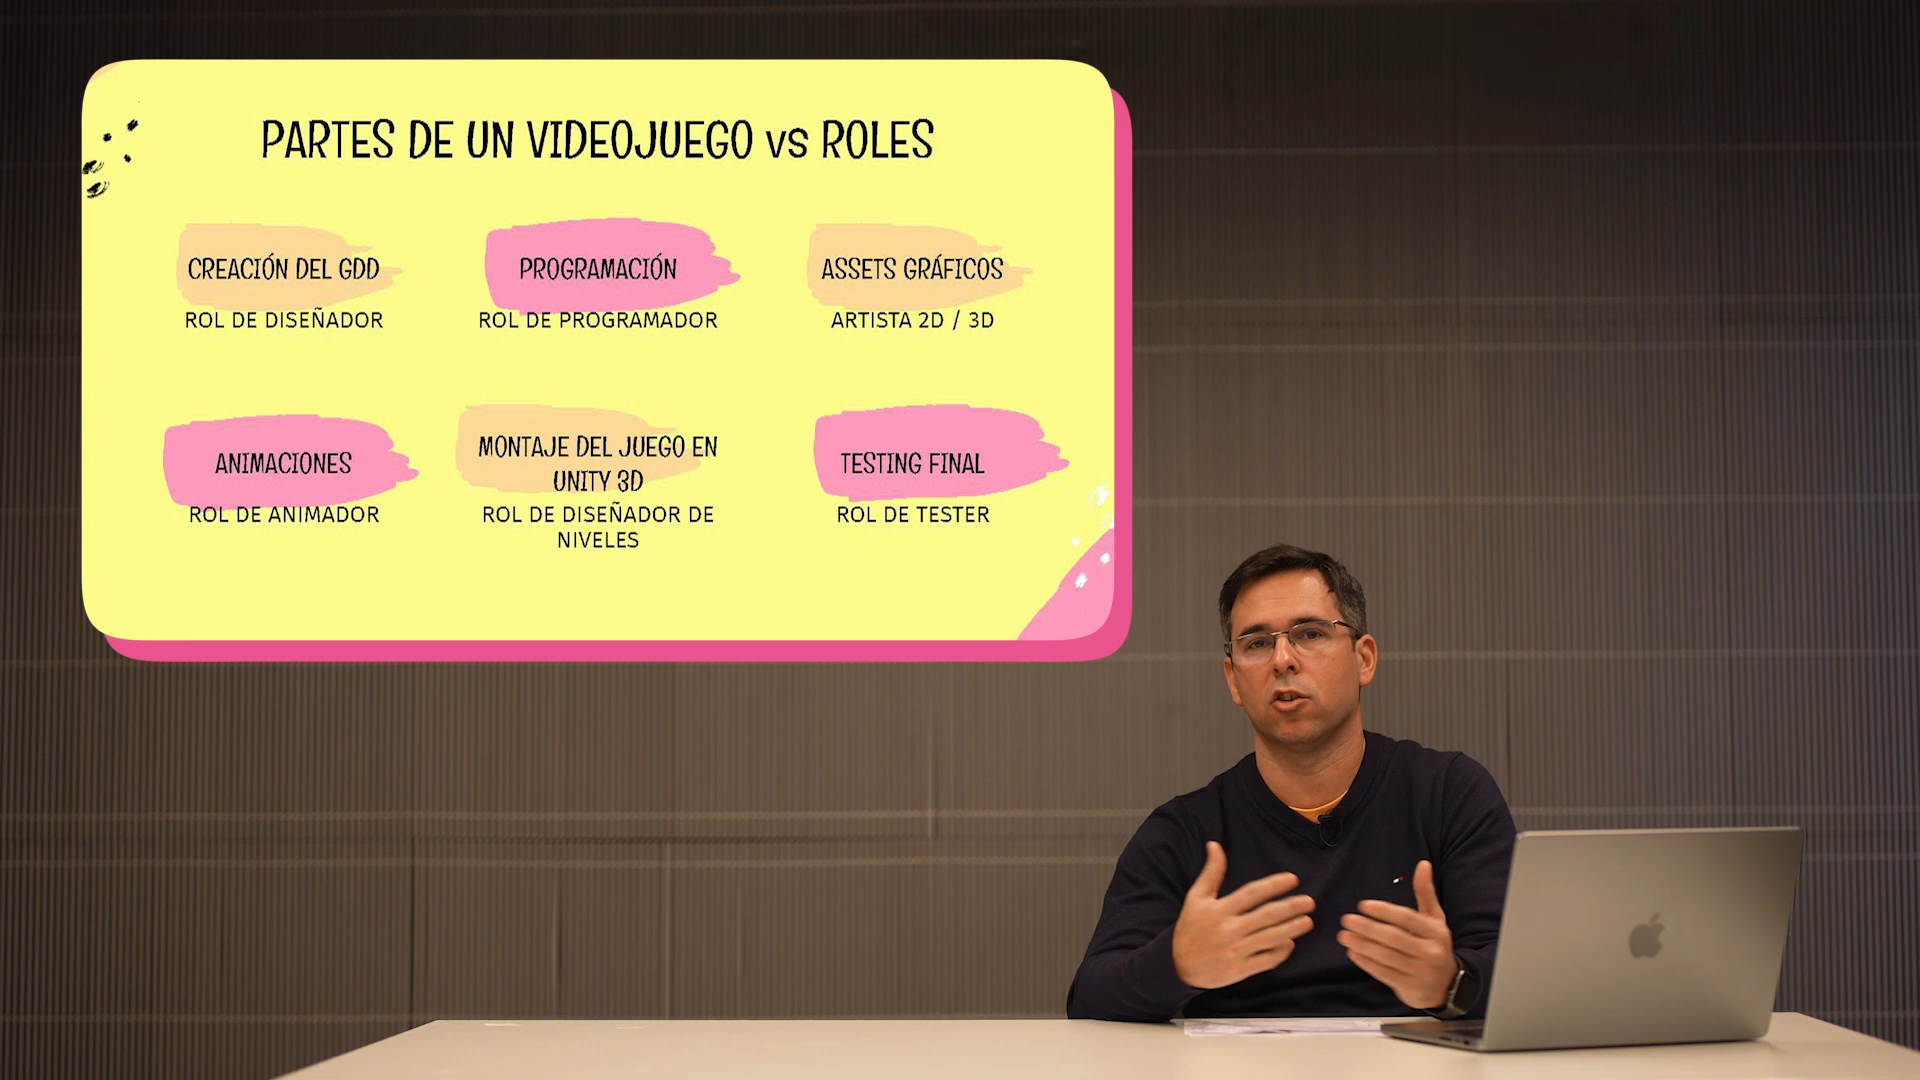 PARTES DE UN VIDEOJUEGO vs ROLES
CREACIÓN DEL GDD
ROL DE DISEÑADOR
PROGRAMACIÓN
ROL DE PROGRAMADOR
ASSETS GRÁFICOS
ARTISTA 2D / 3D
ANIMACIONES
ROL DE ANIMADOR
MONTAJE DEL JUEGO EN
UNITY 3D
ROL DE DISEÑADOR DE
NIVELES
TESTING FINAL
ROL DE TESTER